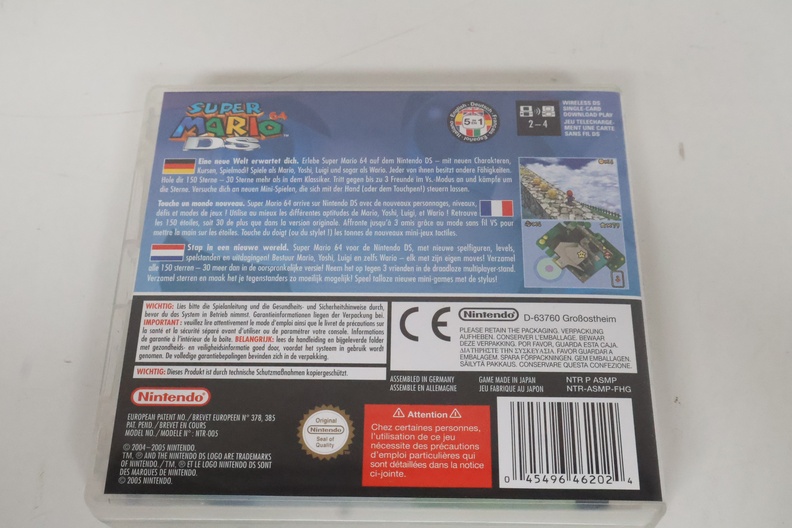 SUPER
MARIO 64
DS
English · Deutsch · Français · Español · Italiano
5 in 1
2-4
WIRELESS DS
SINGLE-CARD
DOWNLOAD PLAY
JEU TÉLÉCHARGE-
MENT UNE CARTE
SANS FIL DS
Eine neue Welt erwartet dich. Erlebe Super Mario 64 auf dem Nintendo DS – mit neuen Charakteren,
Kursen, Spielmodi! Spiele als Mario, Yoshi, Luigi und sogar als Wario. Jeder von ihnen besitzt andere Fähigkeiten.
Hole dir 150 Sterne – 30 Sterne mehr als in dem Klassiker. Tritt gegen bis zu 3 Freunde im Vs. Modus an und kämpfe um
die Sterne. Versuche dich an neuen Mini-Spielen, die sich mit der Hand (oder dem Touchpen!) steuern lassen.
Touche au monde nouveau. Super Mario 64 arrive sur Nintendo DS avec de nouveaux personnages, niveaux,
défis et modes de jeux ! Utilise au mieux les différentes aptitudes de Mario, Yoshi, Luigi, et Wario ! Retrouve
les 150 étoiles, soit 30 de plus que dans la version originale. Affronte jusqu'à 3 amis grâce au mode sans fil VS pour
mettre la main sur ces étoiles. Touche du doigt (ou du stylet !) les tonnes de nouveaux mini-jeux tactiles.
Stap in een nieuwe wereld. Super Mario 64 voor de Nintendo DS, met nieuwe spelfiguren, levels,
spelstanden en uitdagingen! Bestuur Mario, Yoshi, Luigi en zelfs Wario – elk met zijn eigen moves! Verzamel
alle 150 sterren – 30 meer dan in de oorspronkelijke versie! Neem het op tegen 3 vrienden in de draadloze multiplayer-stand.
Verzamel sterren en maak het je tegenstanders zo moeilijk mogelijk! Speel talloze nieuwe mini-games met de stylus!
WICHTIG: Lies bitte die Spielanleitung und die Gesundheits- und Sicherheitshinweise durch,
bevor du das System in Betrieb nimmst. Garantieinformationen liegen der Verpackung bei.
IMPORTANT : veuillez lire attentivement le mode d'emploi ainsi que le livret de précautions sur
la santé et la sécurité séparé avant d'utiliser ou de paramétrer votre console. Informations
de garantie à l'intérieur de la boîte. BELANGRIJK: lees de handleiding en bijgeleverde folder
met gezondheids- en veiligheidsinformatie goed door, voordat het systeem in gebruik wordt
genomen. De volledige garantiebepalingen bevinden zich in de verpackung.
WICHTIG: Dieses Produkt ist durch technische Schutzmaßnahmen kopiergeschützt.
CE
Nintendo D-63760 Großostheim
PLEASE RETAIN THE PACKAGING. VERPACKUNG
AUFHEBEN. CONSERVER L'EMBALLAGE. BEWAAR
DEZE VERPAKKING. POR FAVOR, GUARDA ESTA CAJA.
ΔΙΑΤΗΡΗΣΤΕ ΤΗΝ ΣΥΣΚΕΥΑΣΙΑ. FAVOR GUARDAR A
EMBALAGEM. SPARA FÖRPACKNINGEN. GEM EMBALLAGEN.
SÄILYTÄ PAKKAUS. CONSERVATE QUESTA CONFEZIONE.
ASSEMBLED IN GERMANY
ASSEMBLÉ EN ALLEMAGNE
GAME MADE IN JAPAN
JEU FABRIQUÉ AU JAPON
NTR P ASMP
NTR-ASMP-FHG
Nintendo
EUROPEAN PATENT NO./BREVET EUROPEEN N° 378, 385
PAT. PEND./BREVET EN COURS
MODEL NO./MODELE N° : NTR-005
© 2004–2005 NINTENDO.
TM, ® AND THE NINTENDO DS LOGO ARE TRADEMARKS
OF NINTENDO./TM, ® ET LE LOGO NINTENDO DS SONT
DES MARQUES DE NINTENDO.
© 2005 NINTENDO.
Original
Nintendo
Seal of
Quality
Attention
Chez certaines personnes,
l'utilisation de ce jeu
nécessite des précautions
d'emploi particulières qui
sont détaillées dans la notice
ci-jointe.
0 45496 46202 4